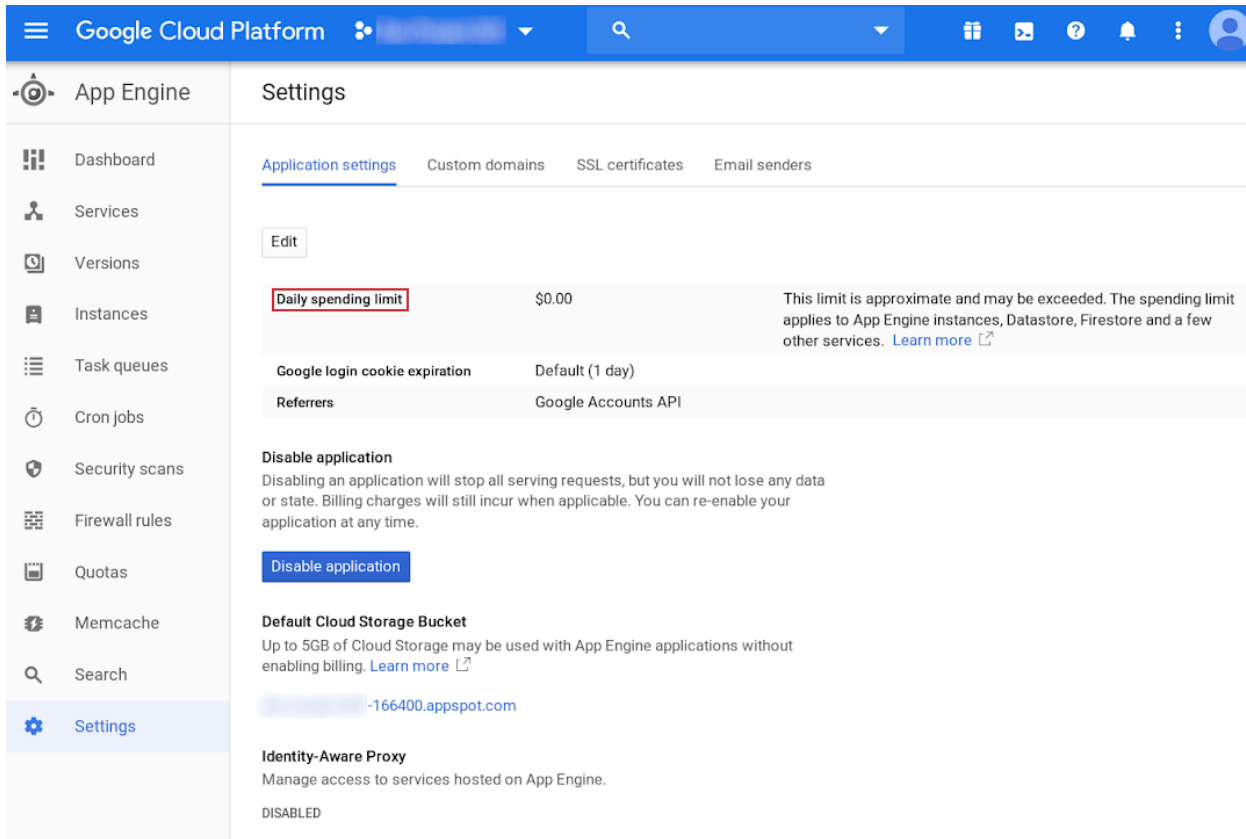 Google Cloud Platform
App Engine
Settings
Dashboard
Services
Versions
Instances
Task queues
Cron jobs
Security scans
Firewall rules
Quotas
Memcache
Search
Settings
Application settings
Custom domains
SSL certificates
Email senders
Edit
Daily spending limit
$0.00
This limit is approximate and may be exceeded. The spending limit
applies to App Engine instances, Datastore, Firestore and a few
other services. Learn more
Google login cookie expiration
Default (1 day)
Referrers
Google Accounts API
Disable application
Disabling an application will stop all serving requests, but you will not lose any data
or state. Billing charges will still incur when applicable. You can re-enable your
application at any time.
Disable application
Default Cloud Storage Bucket
Up to 5GB of Cloud Storage may be used with App Engine applications without
enabling billing. Learn more
-166400.appspot.com
Identity-Aware Proxy
Manage access to services hosted on App Engine.
DISABLED